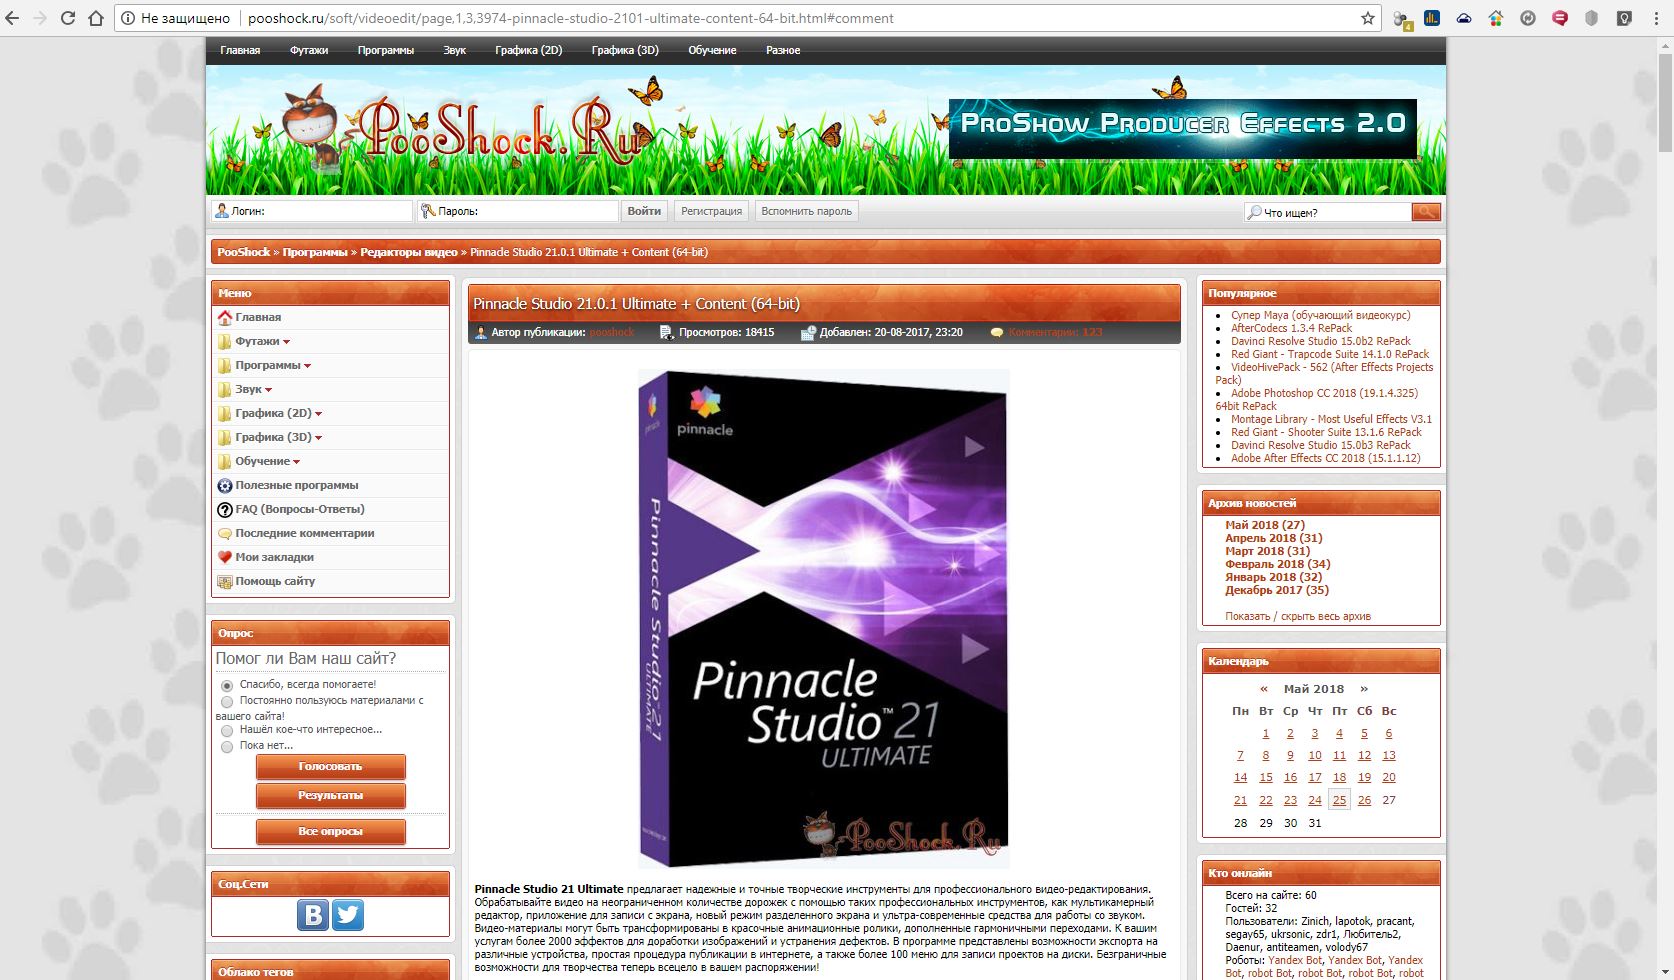 Не защищено | pooshock.ru/soft/videoedit/page,1,3,3974-pinnacle-studio-2101-ultimate-content-64-bit.html#comment
4
Главная Футажи Программы Звук Графика (2D) Графика (3D) Обучение Разное
PooShock.Ru
ProShow Producer Effects 2.0
Логин: Пароль: Войти Регистрация Вспомнить пароль Что ищем?
PooShock » Программы » Редакторы видео » Pinnacle Studio 21.0.1 Ultimate + Content (64-bit)
Меню
Главная
Футажи
Программы
Звук
Графика (2D)
Графика (3D)
Обучение
Полезные программы
FAQ (Вопросы-Ответы)
Последние комментарии
Мои закладки
Помощь сайту
Опрос
Помог ли Вам наш сайт?
Спасибо, всегда помогаете!
Постоянно пользуюсь материалами с
вашего сайта!
Нашёл кое-что интересное...
Пока нет...
Голосовать
Результаты
Все опросы
Соц.Сети
B
Облако тегов
Pinnacle Studio 21.0.1 Ultimate + Content (64-bit)
Автор публикации: pooshock Просмотров: 18415 Добавлен: 20-08-2017, 23:20 Комментарии: 123
pinnacle
pinnacle
Pinnacle Studio 21
ULTIMATE
Pinnacle
Studio™ 21
ULTIMATE
PooShock.Ru
Pinnacle Studio 21 Ultimate предлагает надежные и точные творческие инструменты для профессионального видео-редактирования.
Обрабатывайте видео на неограниченном количестве дорожек с помощью таких профессиональных инструментов, как мультикамерный
редактор, приложение для записи с экрана, новый режим разделенного экрана и ультра-современные средства для работы со звуком.
Видео-материалы могут быть трансформированы в красочные анимационные ролики, дополненные гармоничными переходами. К вашим
услугам более 2000 эффектов для доработки изображений и устранения дефектов. В программе представлены возможности экспорта на
различные устройства, простая процедура публикации в интернете, а также более 100 меню для записи проектов на диски. Безграничные
возможности для творчества теперь всецело в вашем распоряжении!
Популярное
Супер Maya (обучающий видеокурс)
AfterCodecs 1.3.4 RePack
Davinci Resolve Studio 15.0b2 RePack
Red Giant - Trapcode Suite 14.1.0 RePack
VideoHivePack - 562 (After Effects Projects
Pack)
Adobe Photoshop CC 2018 (19.1.4.325)
64bit RePack
Montage Library - Most Useful Effects V3.1
Red Giant - Shooter Suite 13.1.6 RePack
Davinci Resolve Studio 15.0b3 RePack
Adobe After Effects CC 2018 (15.1.1.12)
Архив новостей
Май 2018 (27)
Апрель 2018 (31)
Март 2018 (31)
Февраль 2018 (34)
Январь 2018 (32)
Декабрь 2017 (35)
Показать / скрыть весь архив
Календарь
« Май 2018 »
Пн Вт Ср Чт Пт Сб Вс
1 2 3 4 5 6
7 8 9 10 11 12 13
14 15 16 17 18 19 20
21 22 23 24 25 26 27
28 29 30 31
Кто онлайн
Всего на сайте: 60
Гостей: 32
Пользователи: Zinich, lapotok, pracant,
segay65, ukrsonic, zdr1, Любитель2,
Daenur, antiteamen, volody67
Роботы: Yandex Bot, Yandex Bot, Yandex
Bot, robot Bot, robot Bot, robot Bot, robot